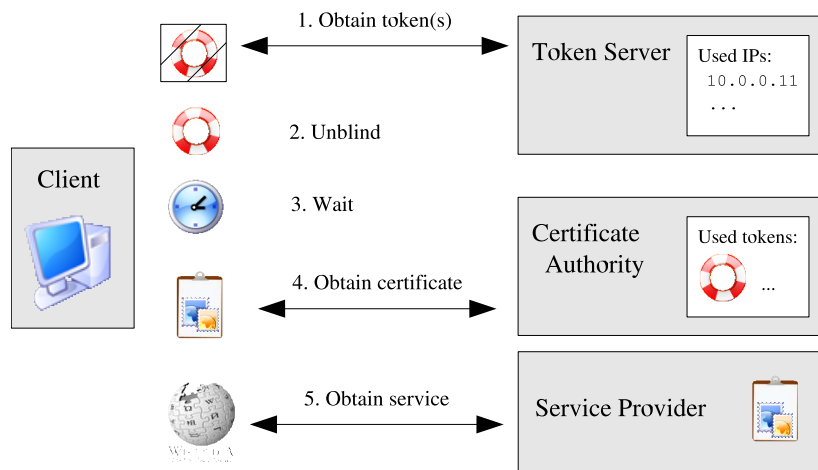 1. Obtain token(s)
Token Server
Used IPs:
10.0.0.11
...
2. Unblind
Client
3. Wait
Certificate
Authority
Used tokens:
...
4. Obtain certificate
5. Obtain service
Service Provider